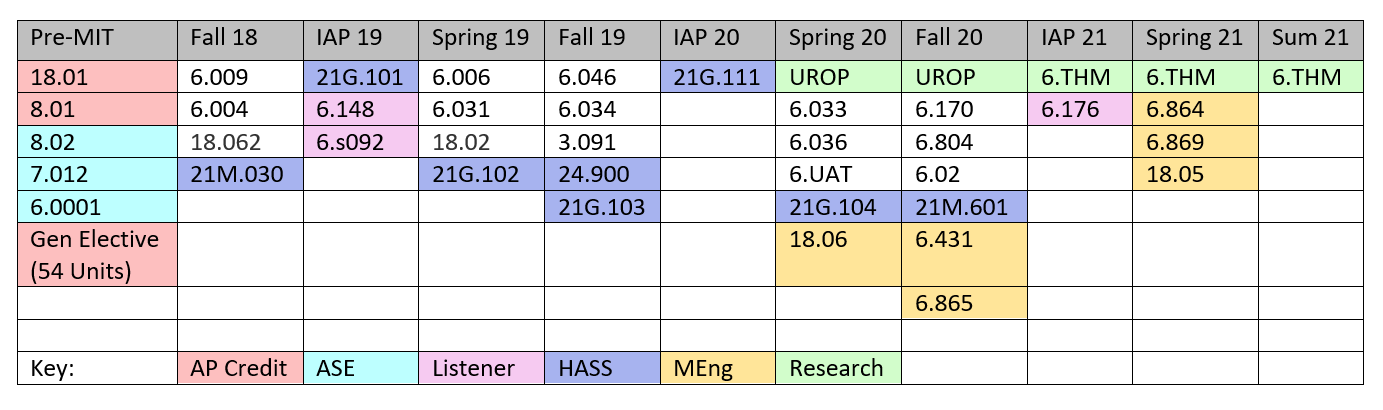 Pre-MIT Fall 18 IAP 19 Spring 19 Fall 19 IAP 20 Spring 20 Fall 20 IAP 21 Spring 21 Sum 21
18.01 6.009 21G.101 6.006 6.046 21G.111 UROP UROP 6.THM 6.THM 6.THM
8.01 6.004 6.148 6.031 6.034 6.033 6.170 6.176 6.864
8.02 18.062 6.s092 18.02 3.091 6.036 6.804 6.869
7.012 21M.030 21G.102 24.900 6.UAT 6.02 18.05
6.0001 21G.103 21G.104 21M.601
Gen Elective 18.06 6.431
(54 Units)
6.865
Key: AP Credit ASE Listener HASS MEng Research